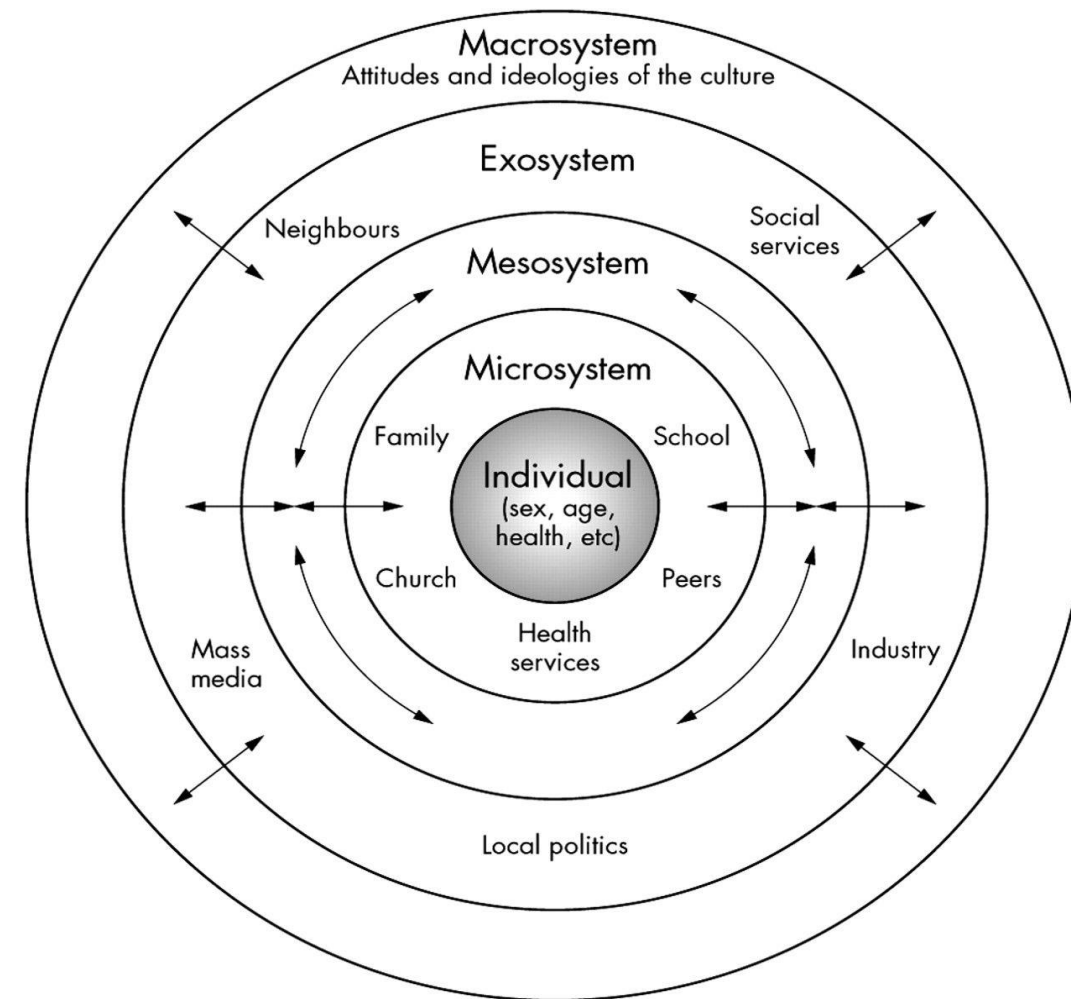 Macrosystem
Attitudes and ideologies of the culture
Exosystem
Neighbours
Social
services
Mesosystem
Microsystem
Family
School
Individual
(sex, age,
health, etc)
Church
Peers
Health
services
Mass
media
Industry
Local politics